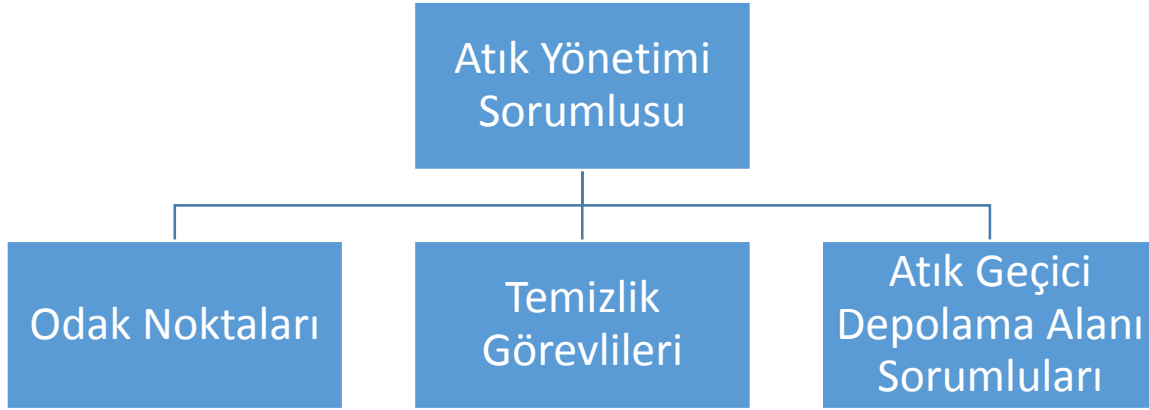 Atık Yönetimi
Sorumlusu
Odak Noktaları
Temizlik
Görevlileri
Atık Geçici
Depolama Alanı
Sorumluları